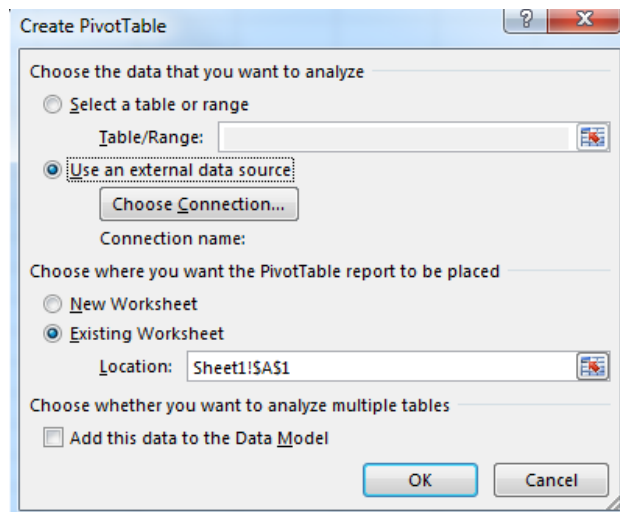 Create PivotTable
?
X
Choose the data that you want to analyze
Select a table or range
Table/Range:
Use an external data source
Choose Connection...
Connection name:
Choose where you want the PivotTable report to be placed
New Worksheet
Existing Worksheet
Location: Sheet1!$A$1
Choose whether you want to analyze multiple tables
Add this data to the Data Model
OK Cancel